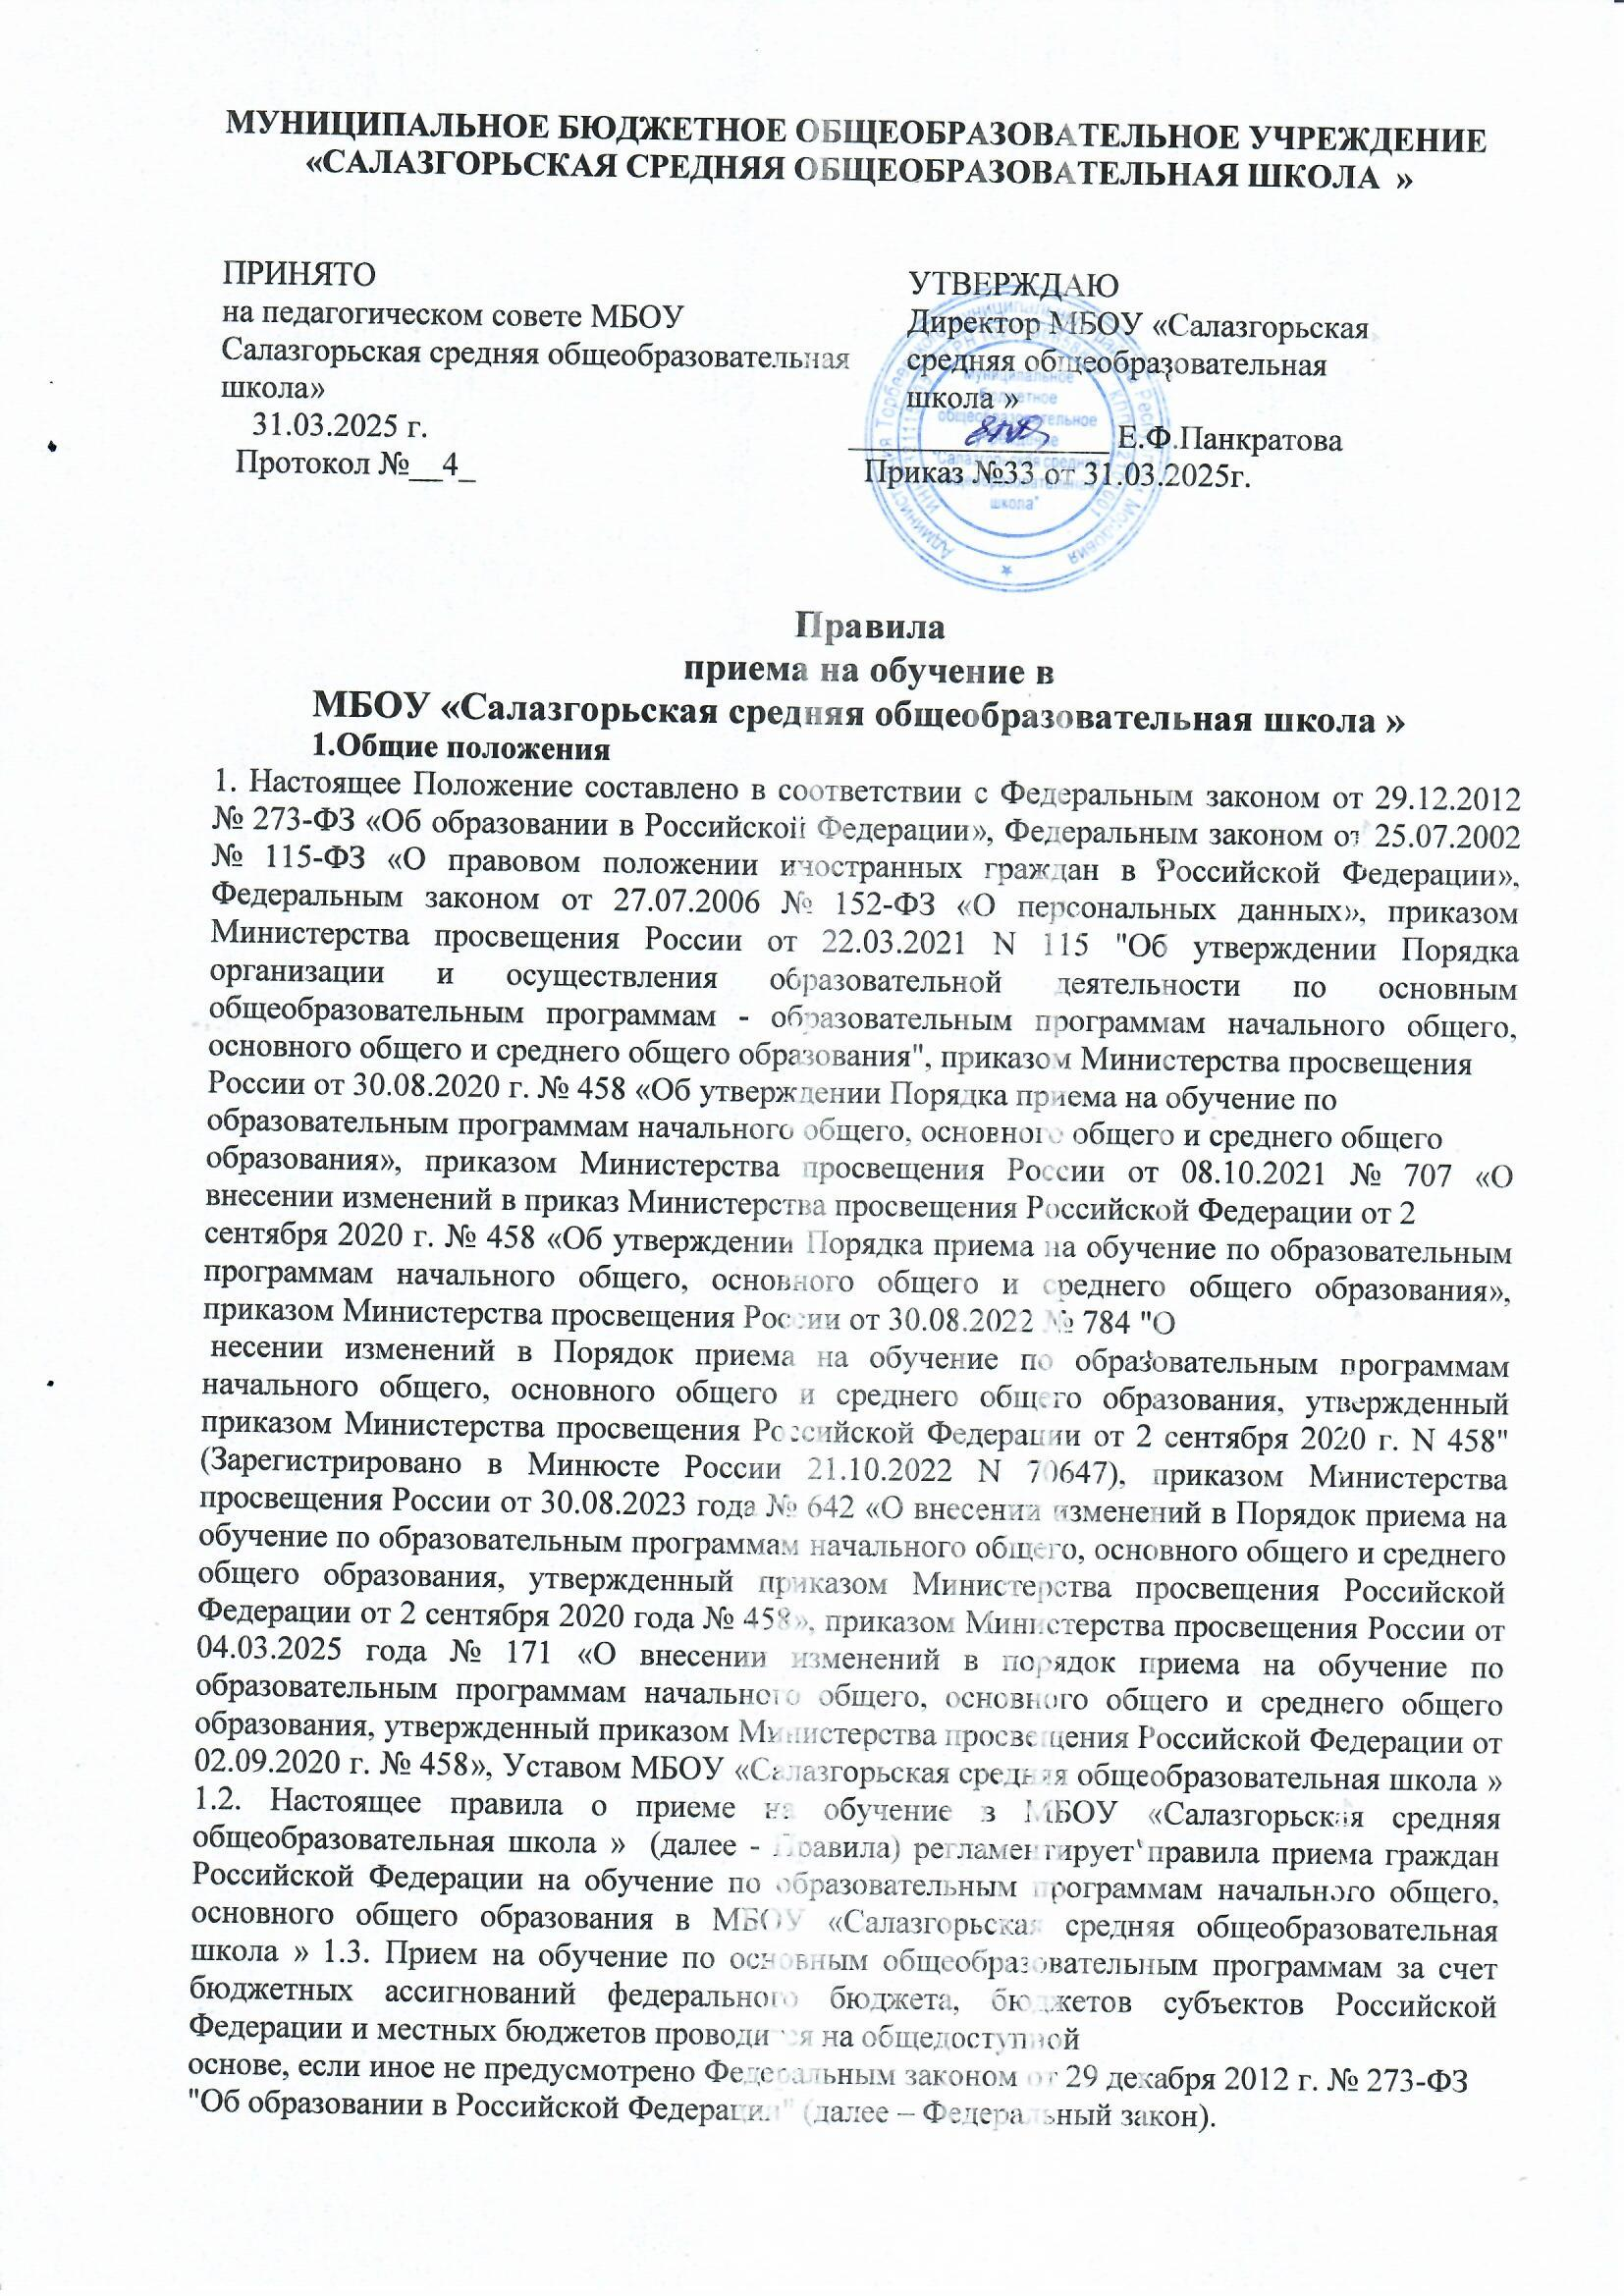 МУНИЦИПАЛЬНОЕ БЮДЖЕТНОЕ ОБЩЕОБРАЗОВАТЕЛЬНОЕ УЧРЕЖДЕНИЕ
«САЛАЗГОРЬСКАЯ СРЕДНЯЯ ОБЩЕОБРАЗОВАТЕЛЬНАЯ ШКОЛА »
ПРИНЯТО
на педагогическом совете МБОУ
Салазгорьская средняя общеобразовательная
школа»
31.03.2025 г.
Протокол №__4_
УТВЕРЖДАЮ
Директор МБОУ «Салазгорьская
средняя общеобразовательная
школа »
________________ Е.Ф.Панкратова
Приказ №33 от 31.03.2025г.
Муниципальное
бюджетное
общеобразовательное
учреждение
"Салазгорьская средняя
общеобразовательная
школа"
Правила
приема на обучение в
МБОУ «Салазгорьская средняя общеобразовательная школа »
1.Общие положения
1. Настоящее Положение составлено в соответствии с Федеральным законом от 29.12.2012
№ 273-ФЗ «Об образовании в Российской Федерации», Федеральным законом от 25.07.2002
№ 115-ФЗ «О правовом положении иностранных граждан в Российской Федерации»,
Федеральным законом от 27.07.2006 № 152-ФЗ «О персональных данных», приказом
Министерства просвещения России от 22.03.2021 N 115 "Об утверждении Порядка
организации и осуществления образовательной деятельности по основным
общеобразовательным программам - образовательным программам начального общего,
основного общего и среднего общего образования", приказом Министерства просвещения
России от 30.08.2020 г. № 458 «Об утверждении Порядка приема на обучение по
образовательным программам начального общего, основного общего и среднего общего
образования», приказом Министерства просвещения России от 08.10.2021 № 707 «О
внесении изменений в приказ Министерства просвещения Российской Федерации от 2
сентября 2020 г. № 458 «Об утверждении Порядка приема на обучение по образовательным
программам начального общего, основного общего и среднего общего образования»,
приказом Министерства просвещения России от 30.08.2022 № 784 "О
несении изменений в Порядок приема на обучение по образовательным программам
начального общего, основного общего и среднего общего образования, утвержденный
приказом Министерства просвещения Российской Федерации от 2 сентября 2020 г. N 458"
(Зарегистрировано в Минюсте России 21.10.2022 N 70647), приказом Министерства
просвещения России от 30.08.2023 года № 642 «О внесении изменений в Порядок приема на
обучение по образовательным программам начального общего, основного общего и среднего
общего образования, утвержденный приказом Министерства просвещения Российской
Федерации от 2 сентября 2020 года № 458», приказом Министерства просвещения России от
04.03.2025 года № 171 «О внесении изменений в порядок приема на обучение по
образовательным программам начального общего, основного общего и среднего общего
образования, утвержденный приказом Министерства просвещения Российской Федерации от
02.09.2020 г. № 458», Уставом МБОУ «Салазгорьская средняя общеобразовательная школа »
1.2. Настоящее правила о приеме на обучение в МБОУ «Салазгорьская средняя
общеобразовательная школа » (далее - Правила) регламентирует правила приема граждан
Российской Федерации на обучение по образовательным программам начального общего,
основного общего образования в МБОУ «Салазгорьская средняя общеобразовательная
школа » 1.3. Прием на обучение по основным общеобразовательным программам за счет
бюджетных ассигнований федерального бюджета, бюджетов субъектов Российской
Федерации и местных бюджетов проводится на общедоступной
основе, если иное не предусмотрено Федеральным законом от 29 декабря 2012 г. № 273-ФЗ
"Об образовании в Российской Федерации" (далее – Федеральный закон).